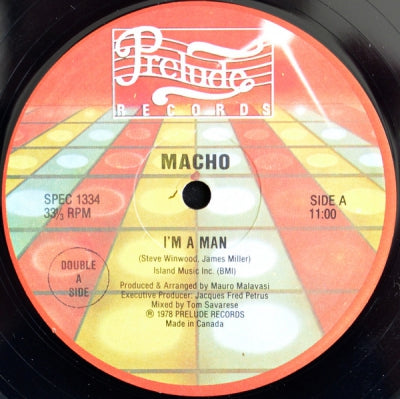 Prelude
RECORDS
MACHO
SPEC 1334
33⅓ RPM
SIDE A
11:00
I'M A MAN
(Steve Winwood, James Miller)
Island Music Inc. (BMI)
DOUBLE
A
SIDE
Produced & Arranged by Mauro Malavasi
Executive Producer: Jacques Fred Petrus
Mixed by Tom Savarese
℗ 1978 PRELUDE RECORDS
Made in Canada